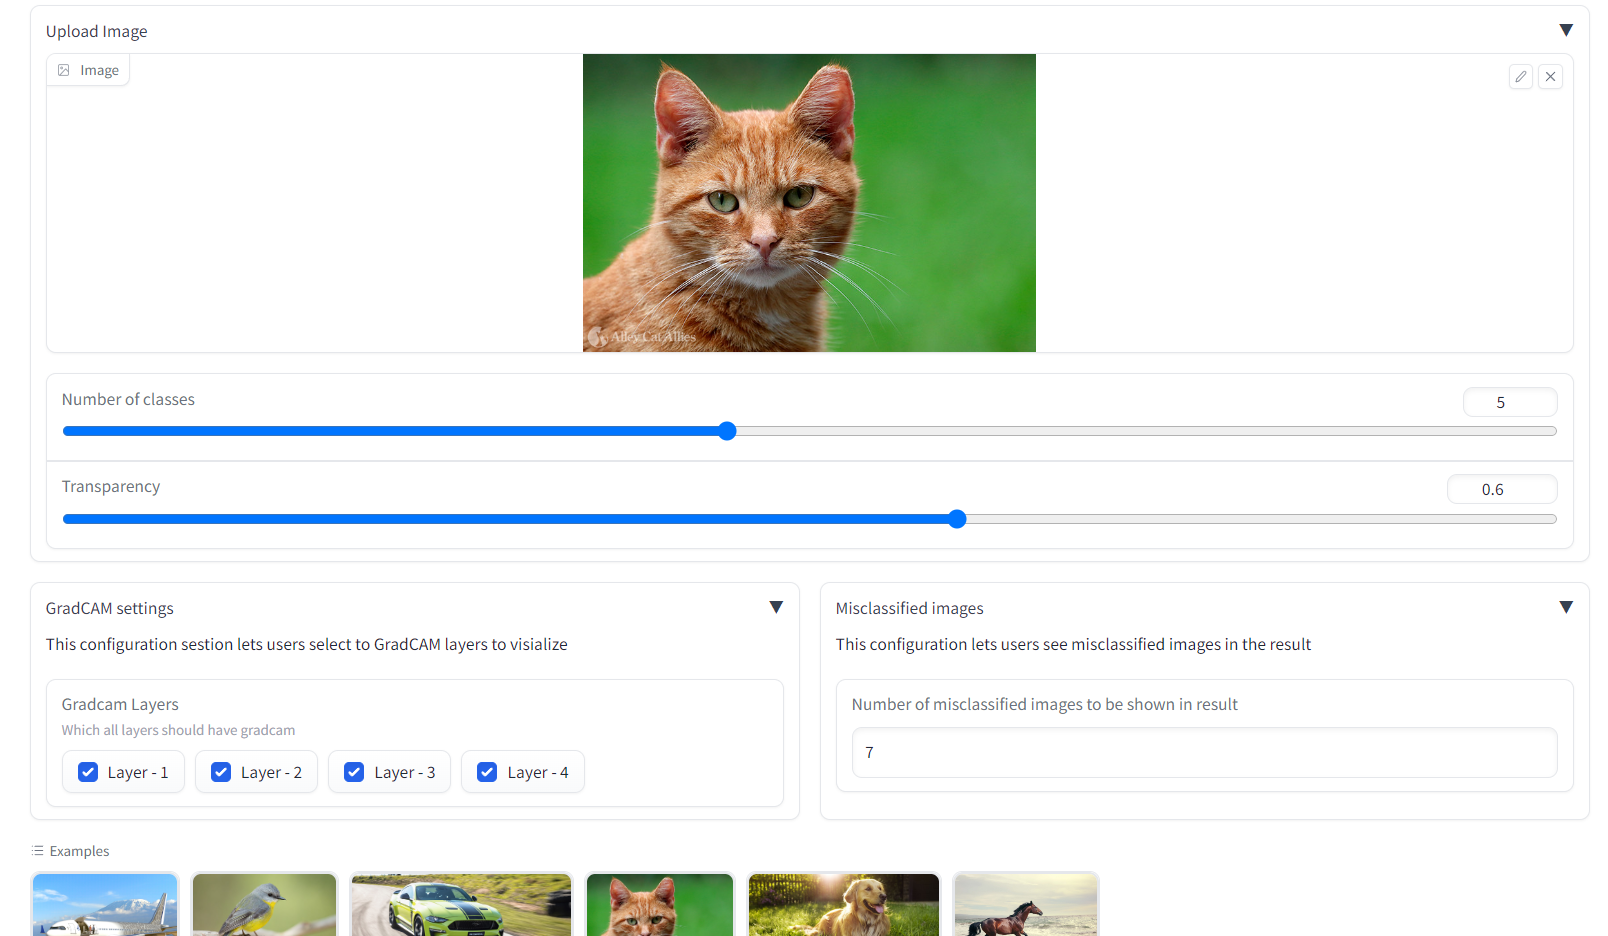 Upload Image
Image
Alley Cat Allies
Number of classes
5
Transparency
0.6
GradCAM settings
This configuration sestion lets users select to GradCAM layers to visialize
Gradcam Layers
Which all layers should have gradcam
Layer - 1
Layer - 2
Layer - 3
Layer - 4
Misclassified images
This configuration lets users see misclassified images in the result
Number of misclassified images to be shown in result
7
Examples